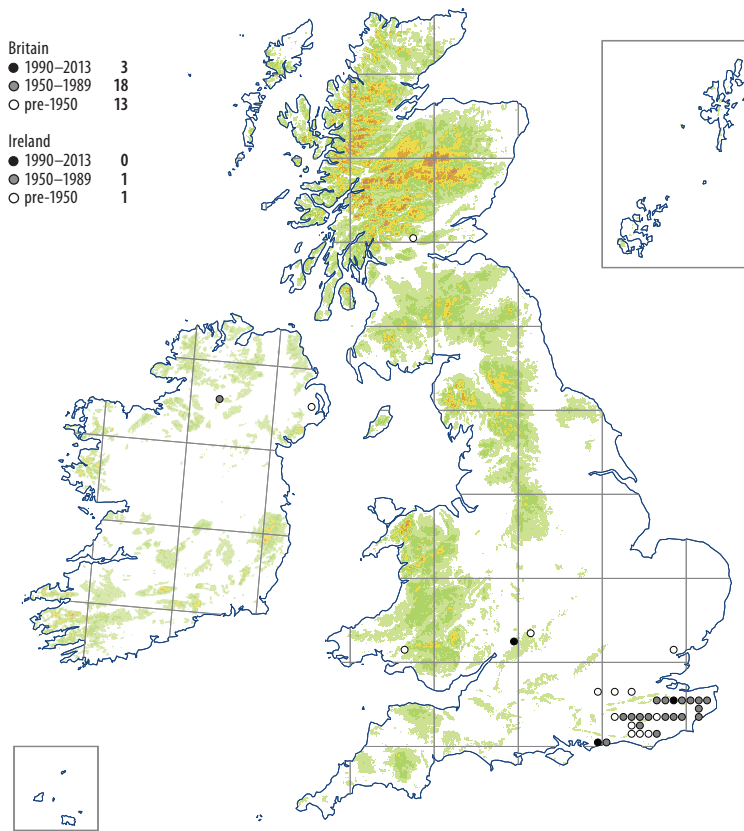 Britain
● 1990–2013 3
● 1950–1989 18
○ pre-1950 13
Ireland
● 1990–2013 0
● 1950–1989 1
○ pre-1950 1